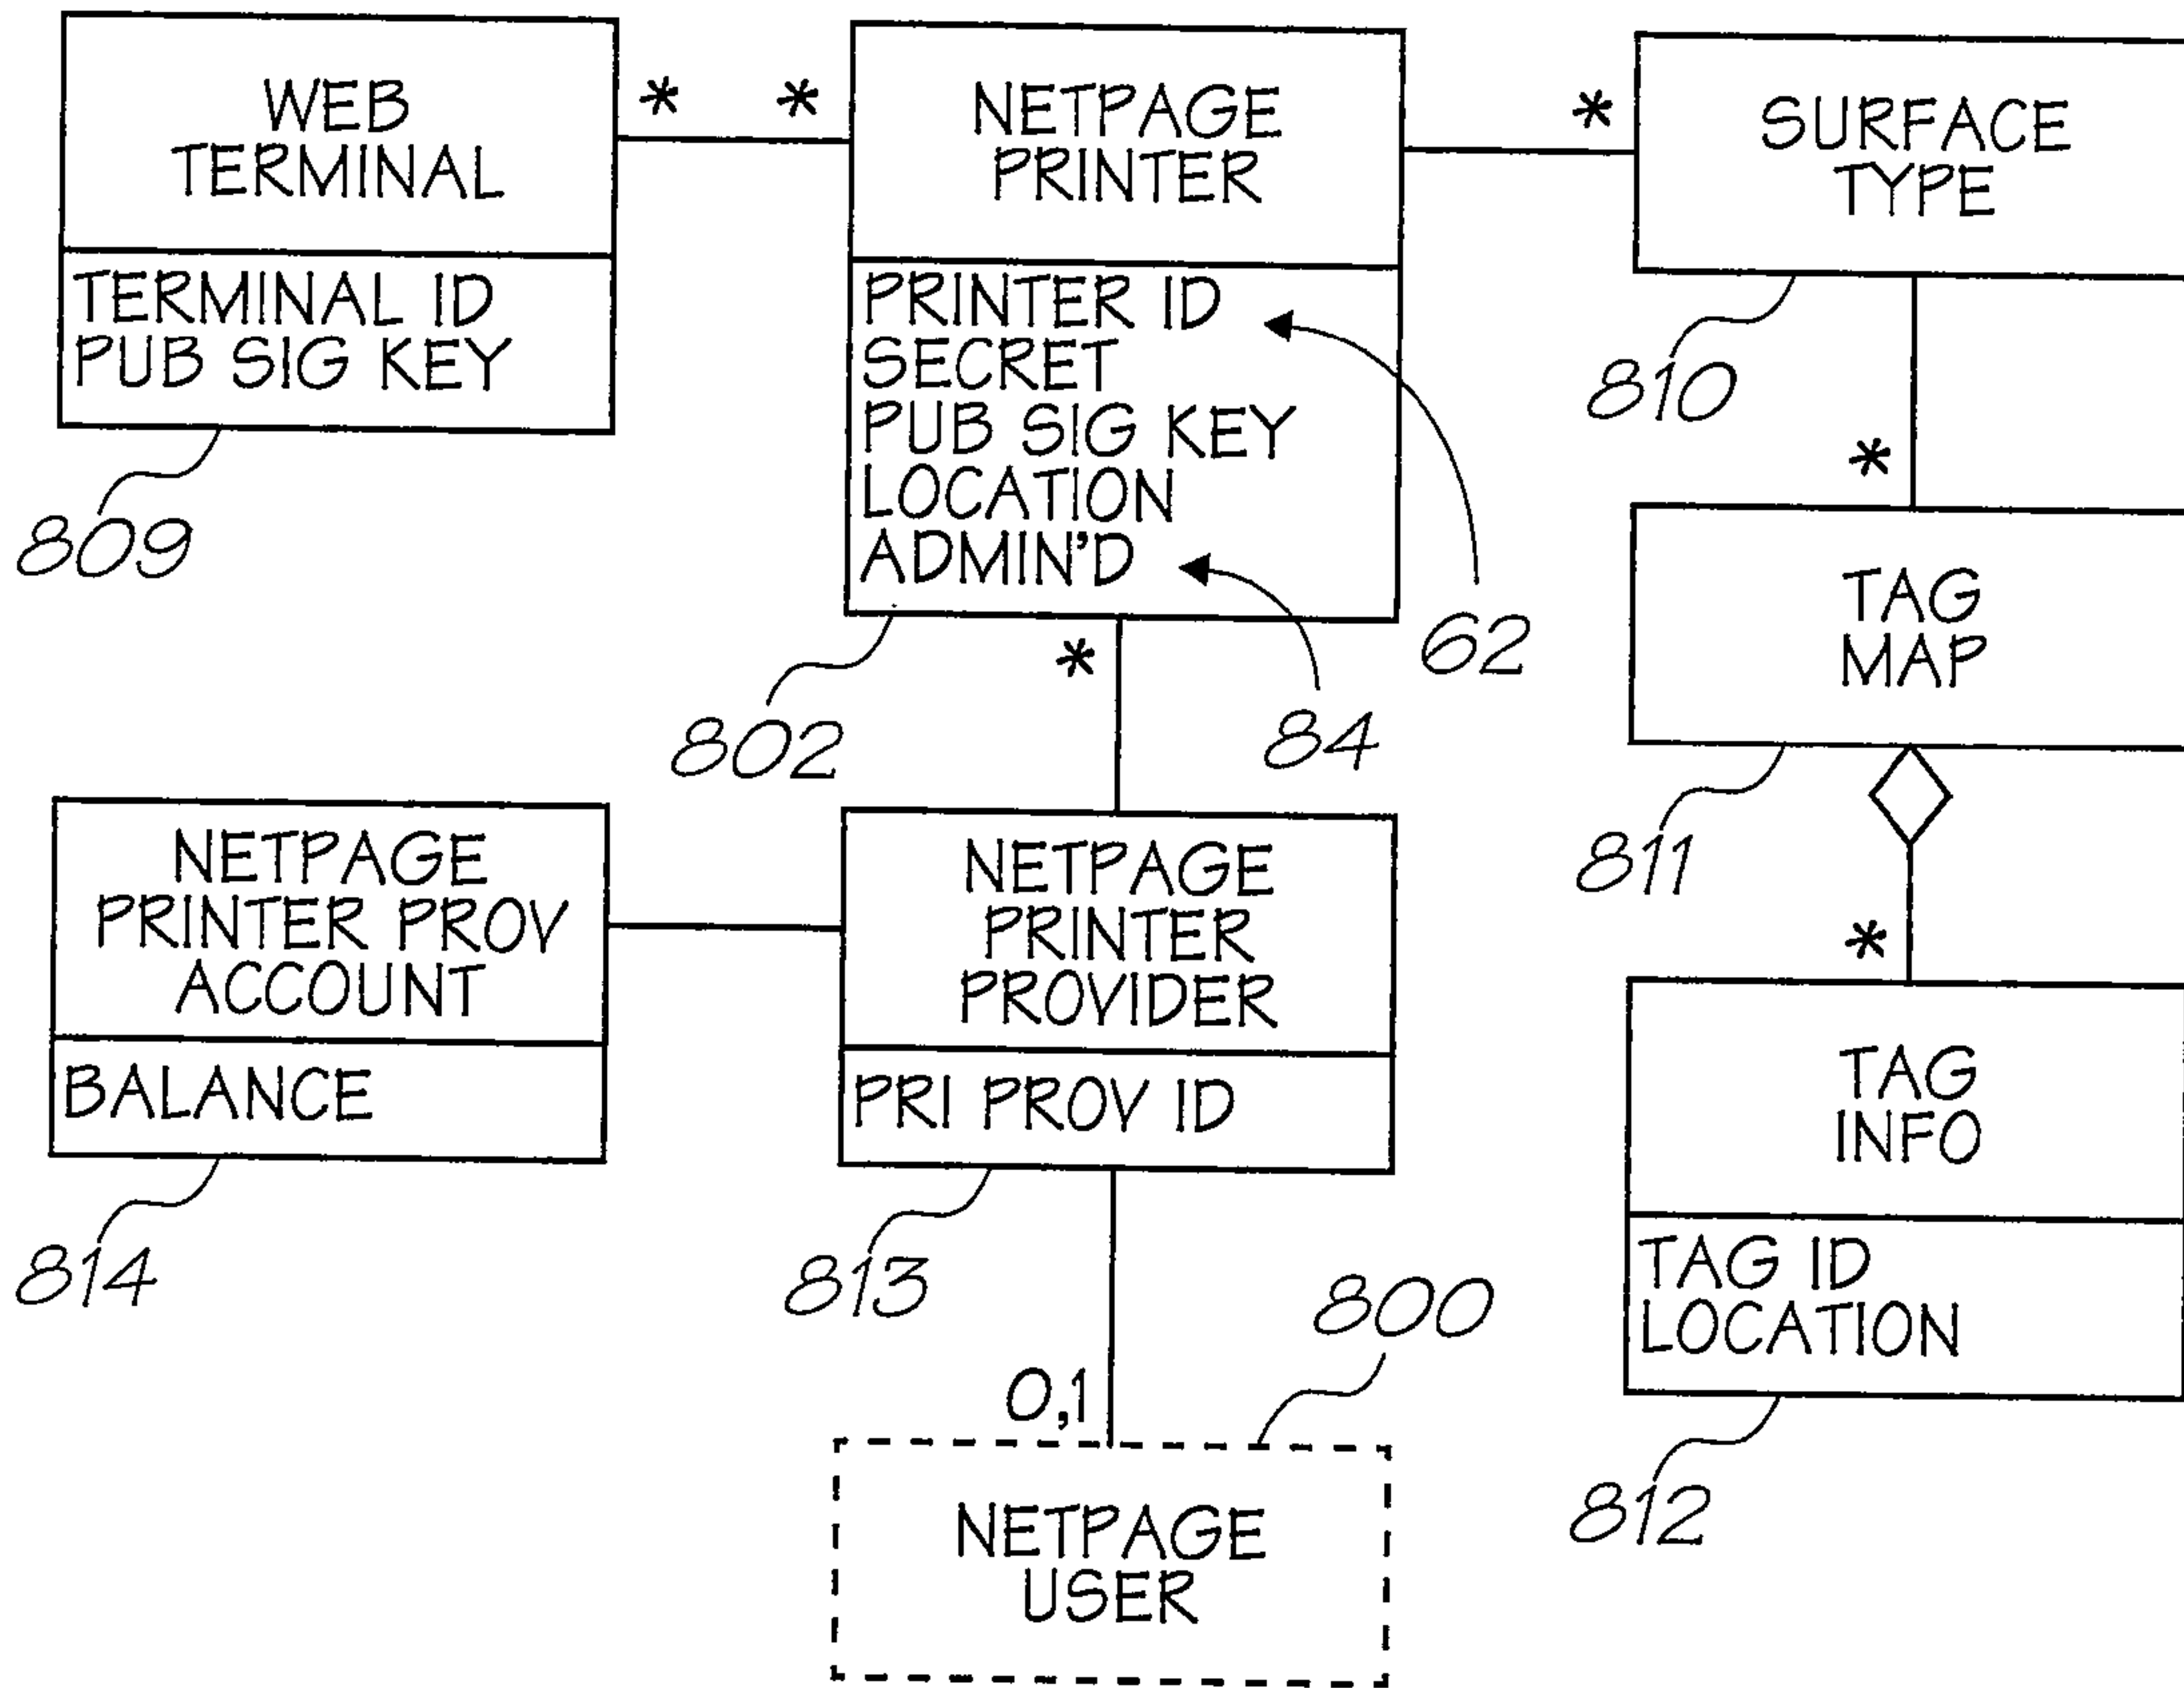 WEB
TERMINAL
TERMINAL ID
PUB SIG KEY
809
*
*
NETPAGE
PRINTER
PRINTER ID
SECRET
PUB SIG KEY
LOCATION
ADMIN'D
62
84
802
*
*
SURFACE
TYPE
810
*
TAG
MAP
811
*
TAG
INFO
TAG ID
LOCATION
812
NETPAGE
PRINTER PROV
ACCOUNT
BALANCE
814
NETPAGE
PRINTER
PROVIDER
PRI PROV ID
813
800
0,1
NETPAGE
USER